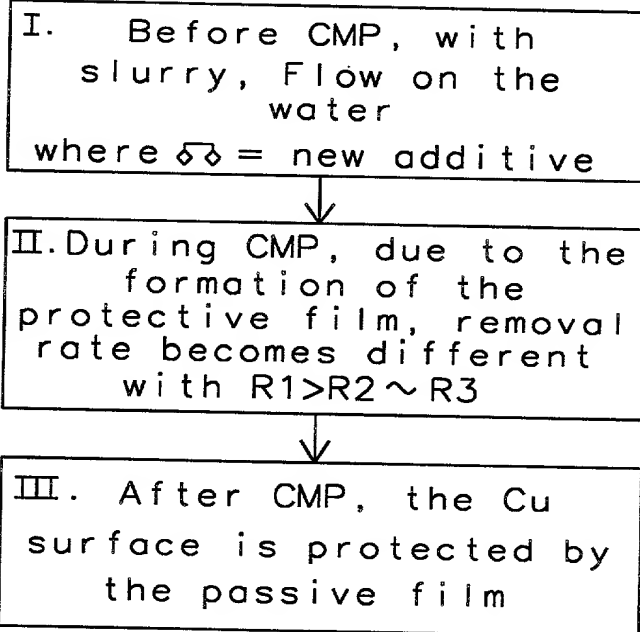 I. Before CMP, with
slurry, Flow on the
water
where = new additive
II. During CMP, due to the
formation of the
protective film, removal
rate becomes different
with R1>R2~R3
III. After CMP, the Cu
surface is protected by
the passive film